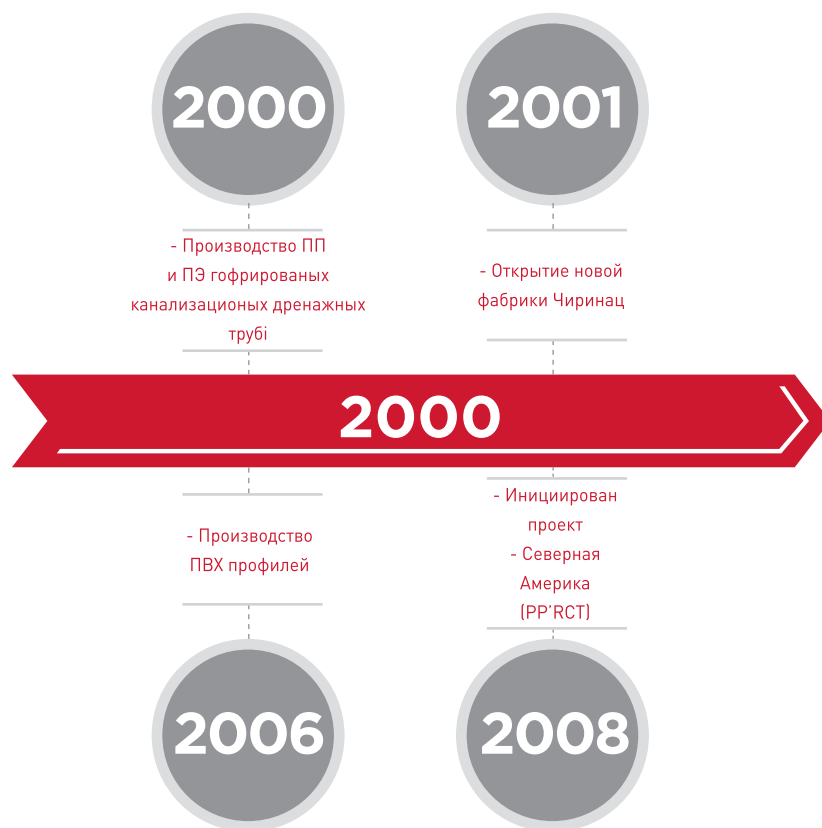 2000
2001
- Производство ПП
и ПЭ гофрированых
канализационых дренажных
трубі
- Открытие новой
фабрики Чиринац
2000
- Производство
ПВХ профилей
- Инициирован
проект
- Северная
Америка
(PP'RCT)
2006
2008